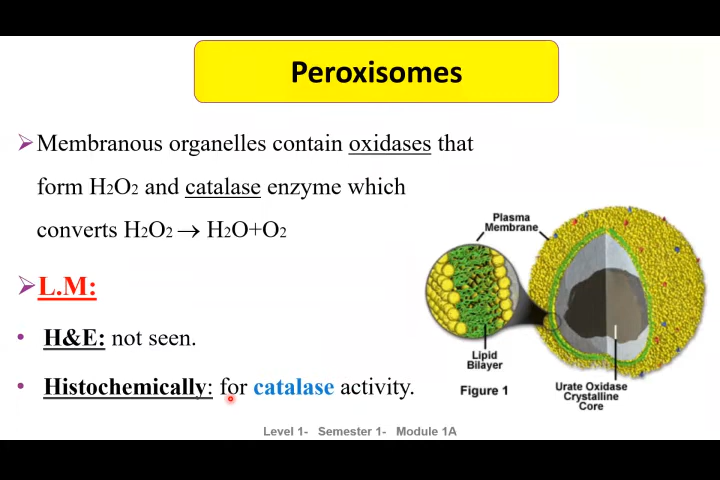 Peroxisomes
➢Membranous organelles contain oxidases that
form H2O2 and catalase enzyme which
converts H2O2 → H2O+O2
➢L.M:
• H&E: not seen.
• Histochemically: for catalase activity.
Plasma
Membrane
Lipid
Bilayer
Figure 1
Urate Oxidase
Crystalline
Core
Level 1- Semester 1- Module 1A